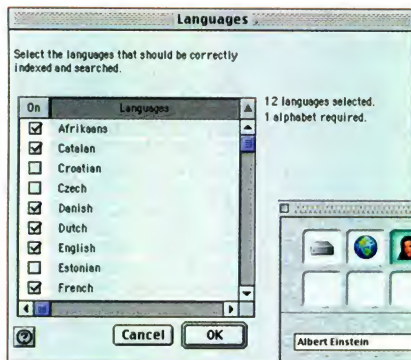 Languages
Select the languages that should be correctly
indexed and searched.
On Languages
Afrikaans
Catalan
Croatian
Czech
Danish
Dutch
English
Estonian
French
12 languages selected.
1 alphabet required.
Cancel OK
Albert Einstein